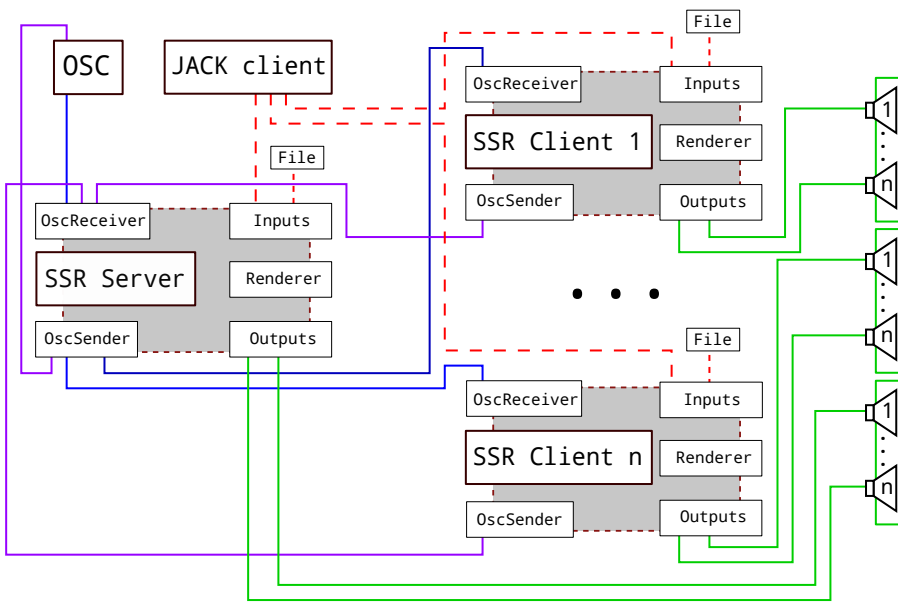 File
OSC
JACK client
OscReceiver
Inputs
SSR Client 1
Renderer
OscSender
Outputs
1
n
File
OscReceiver
Inputs
SSR Server
Renderer
OscSender
Outputs
1
n
File
OscReceiver
Inputs
SSR Client n
Renderer
OscSender
Outputs
1
n